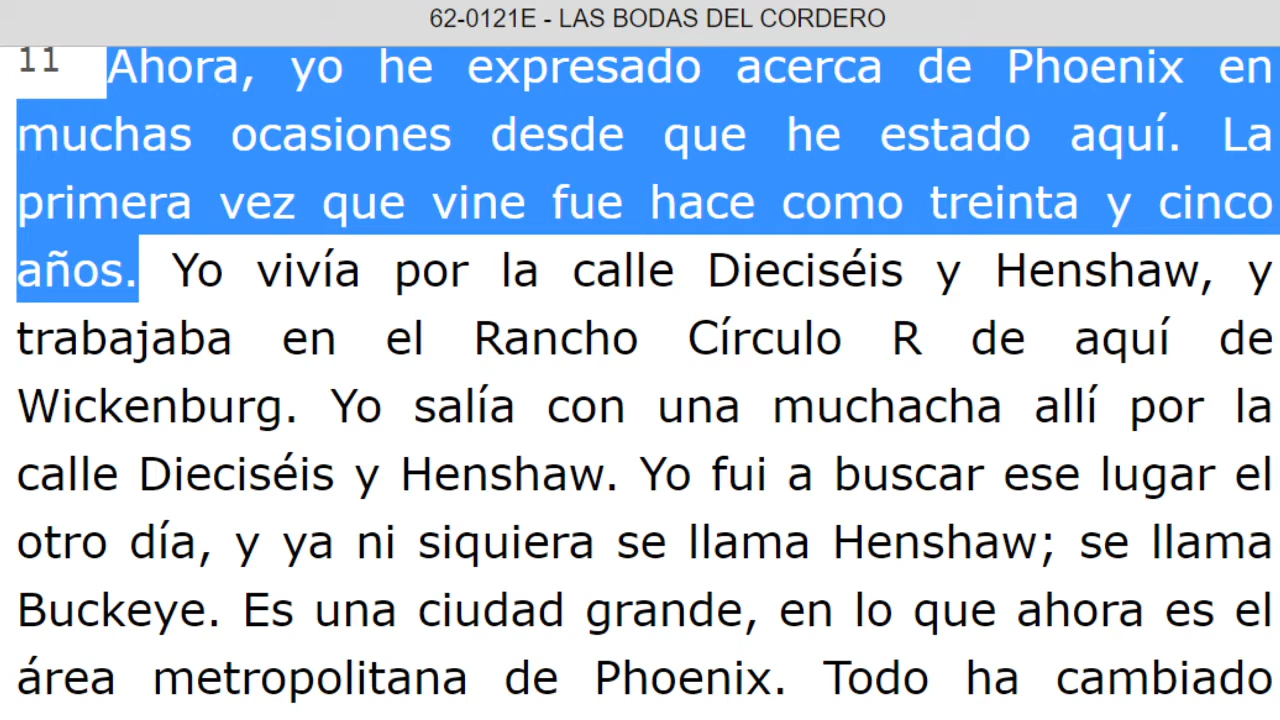 62-0121E - LAS BODAS DEL CORDERO
11 Ahora, yo he expresado acerca de Phoenix en
muchas ocasiones desde que he estado aquí. La
primera vez que vine fue hace como treinta y cinco
años. Yo vivía por la calle Dieciséis y Henshaw, y
trabajaba en el Rancho Círculo R de aquí de
Wickenburg. Yo salía con una muchacha allí por la
calle Dieciséis y Henshaw. Yo fui a buscar ese lugar el
otro día, y ya ni siquiera se llama Henshaw; se llama
Buckeye. Es una ciudad grande, en lo que ahora es el
área metropolitana de Phoenix. Todo ha cambiado